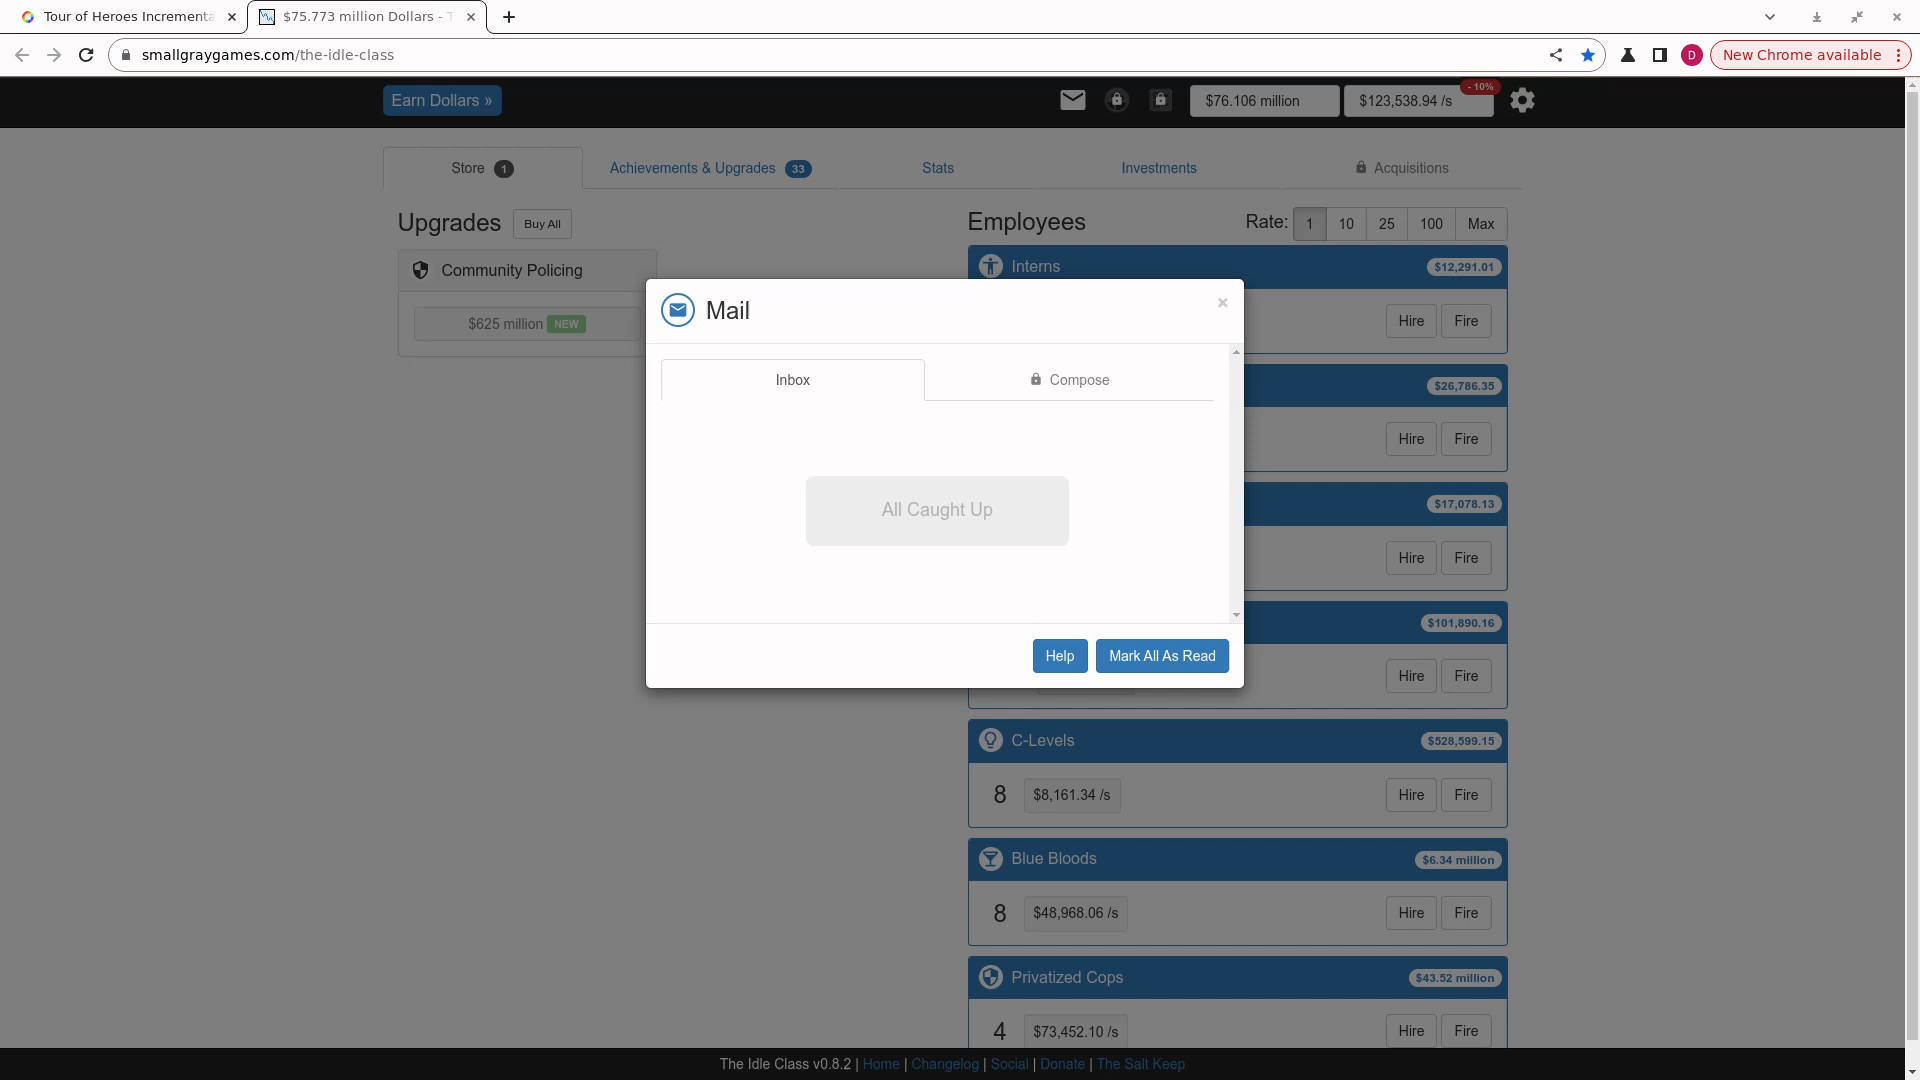 Tour of Heroes Incrementa
$75.773 million Dollars - T
smallgraygames.com/the-idle-class
D
New Chrome available
Earn Dollars »
$76.106 million
$123,538.94 /s
- 10%
Store 1
Achievements & Upgrades 33
Stats
Investments
Acquisitions
Upgrades
Buy All
Community Policing
$625 million NEW
Employees
Rate: 1 10 25 100 Max
Interns
$12,291.01
Hire Fire
$26,786.35
Hire Fire
$17,078.13
Hire Fire
$101,890.16
Hire Fire
C-Levels
$528,599.15
8 $8,161.34 /s
Hire Fire
Blue Bloods
$6.34 million
8 $48,968.06 /s
Hire Fire
Privatized Cops
$43.52 million
4 $73,452.10 /s
Hire Fire
Mail
Inbox
Compose
All Caught Up
Help
Mark All As Read
The Idle Class v0.8.2 | Home | Changelog | Social | Donate | The Salt Keep